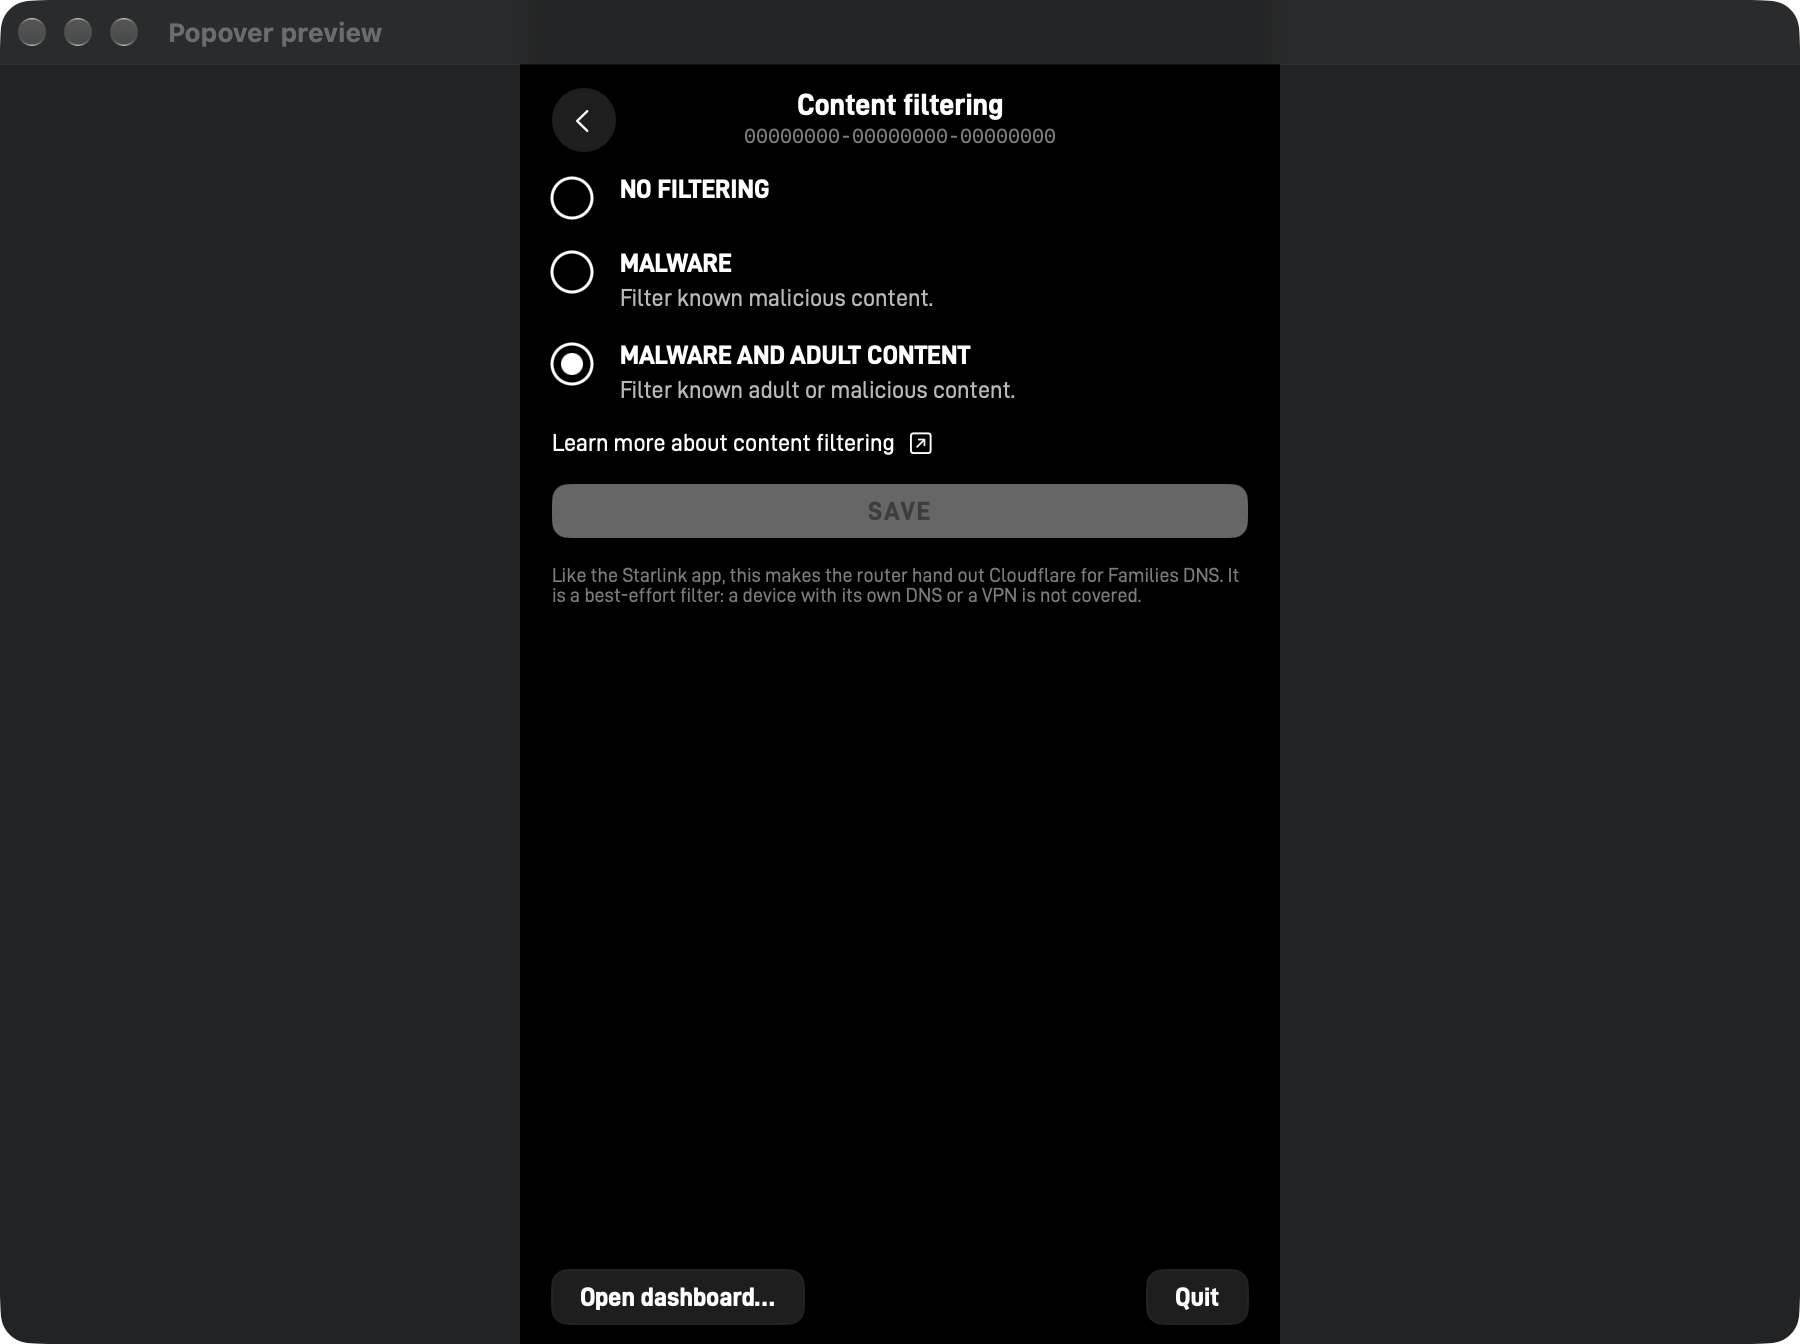 Popover preview
Content filtering
00000000-00000000-00000000
NO FILTERING
MALWARE
Filter known malicious content.
MALWARE AND ADULT CONTENT
Filter known adult or malicious content.
Learn more about content filtering
SAVE
Like the Starlink app, this makes the router hand out Cloudflare for Families DNS. It
is a best-effort filter: a device with its own DNS or a VPN is not covered.
Open dashboard...
Quit